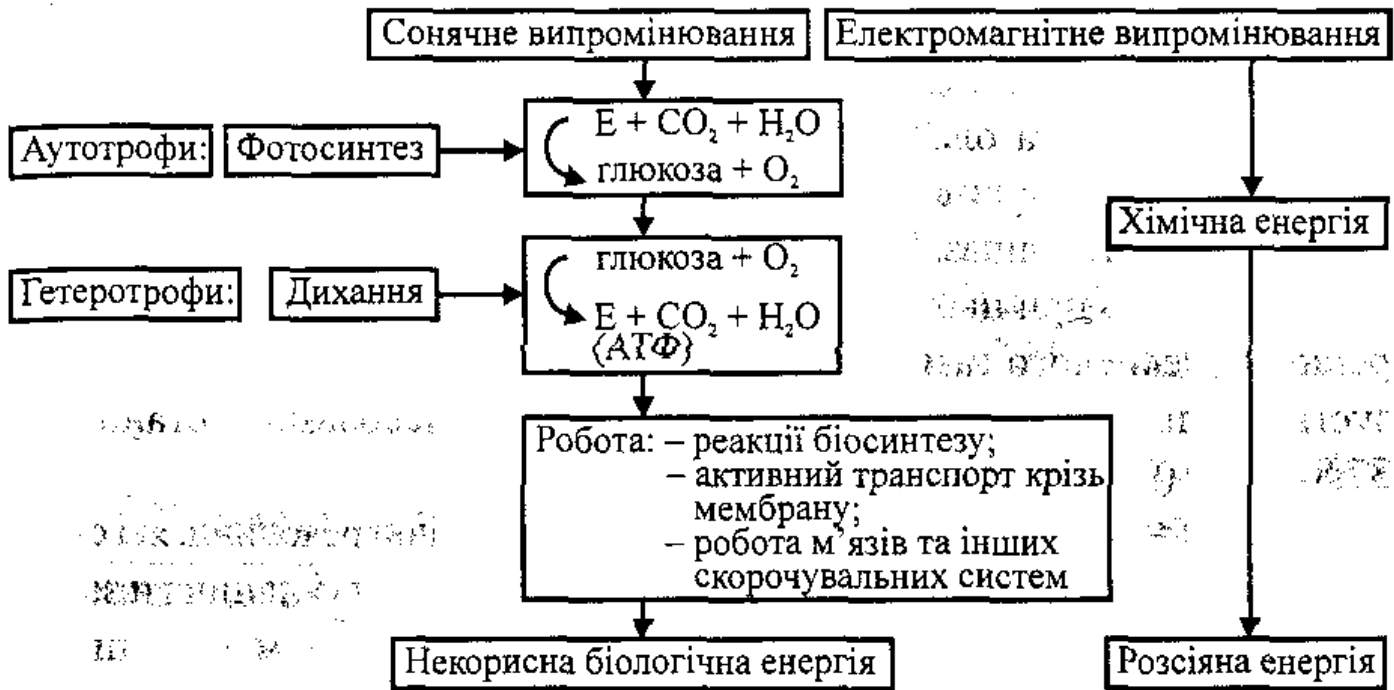 Сонячне випромінювання
Електромагнітне випромінювання
Аутотрофи:
Фотосинтез
E + CO₂ + H₂O
глюкоза + O₂
Хімічна енергія
Гетеротрофи:
Дихання
глюкоза + O₂
E + CO₂ + H₂O
(АТФ)
Робота: – реакції біосинтезу;
– активний транспорт крізь
мембрану;
– робота м’язів та інших
скорочувальних систем
Некорисна біологічна енергія
Розсіяна енергія